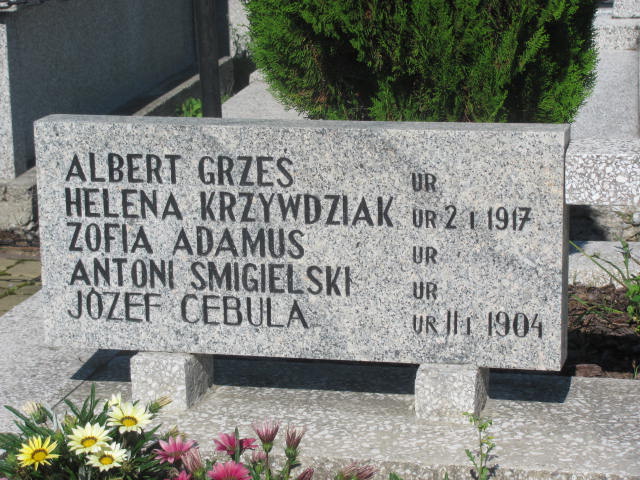 ALBERT GRZEŚ UR
HELENA KRZYWDZIAK UR 2 I 1917
ZOFIA ADAMUS UR
ANTONI ŚMIGIELSKI UR
JÓZEF CEBULA UR 11 I 1904